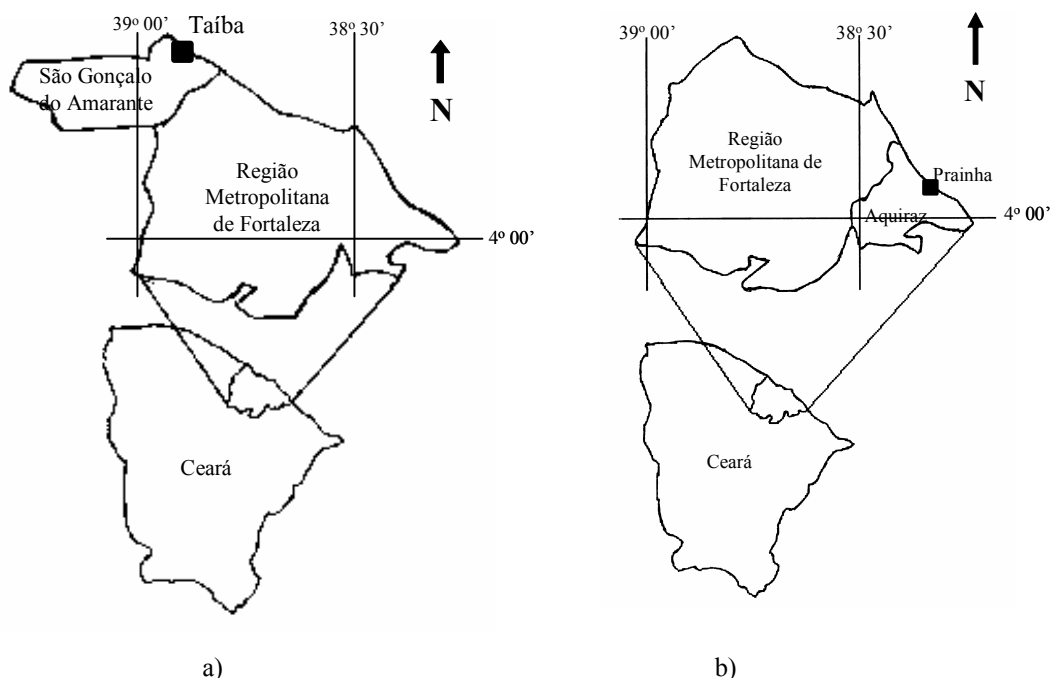 39º 00’
Taíba
38º 30’
São Gonçalo
do Amarante
N
Região
Metropolitana
de Fortaleza
4º 00’
Ceará
a)
39º 00’
38º 30’
N
Região
Metropolitana de
Fortaleza
Prainha
Aquiraz
4º 00’
Ceará
b)